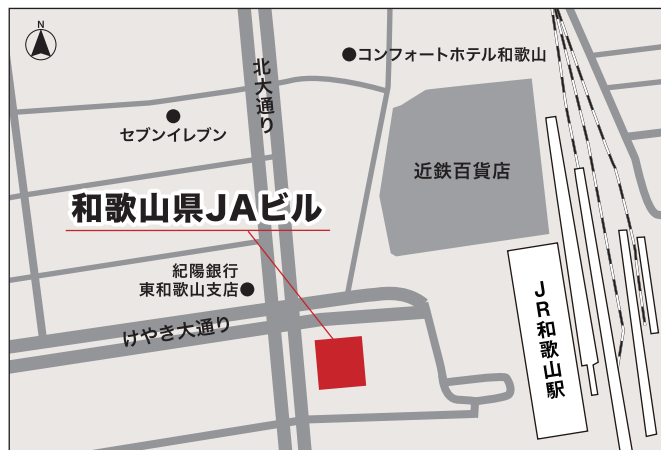 N
コンフォートホテル和歌山
北大通り
セブンイレブン
近鉄百貨店
和歌山県JAビル
紀陽銀行
東和歌山支店
けやき大通り
JR和歌山駅